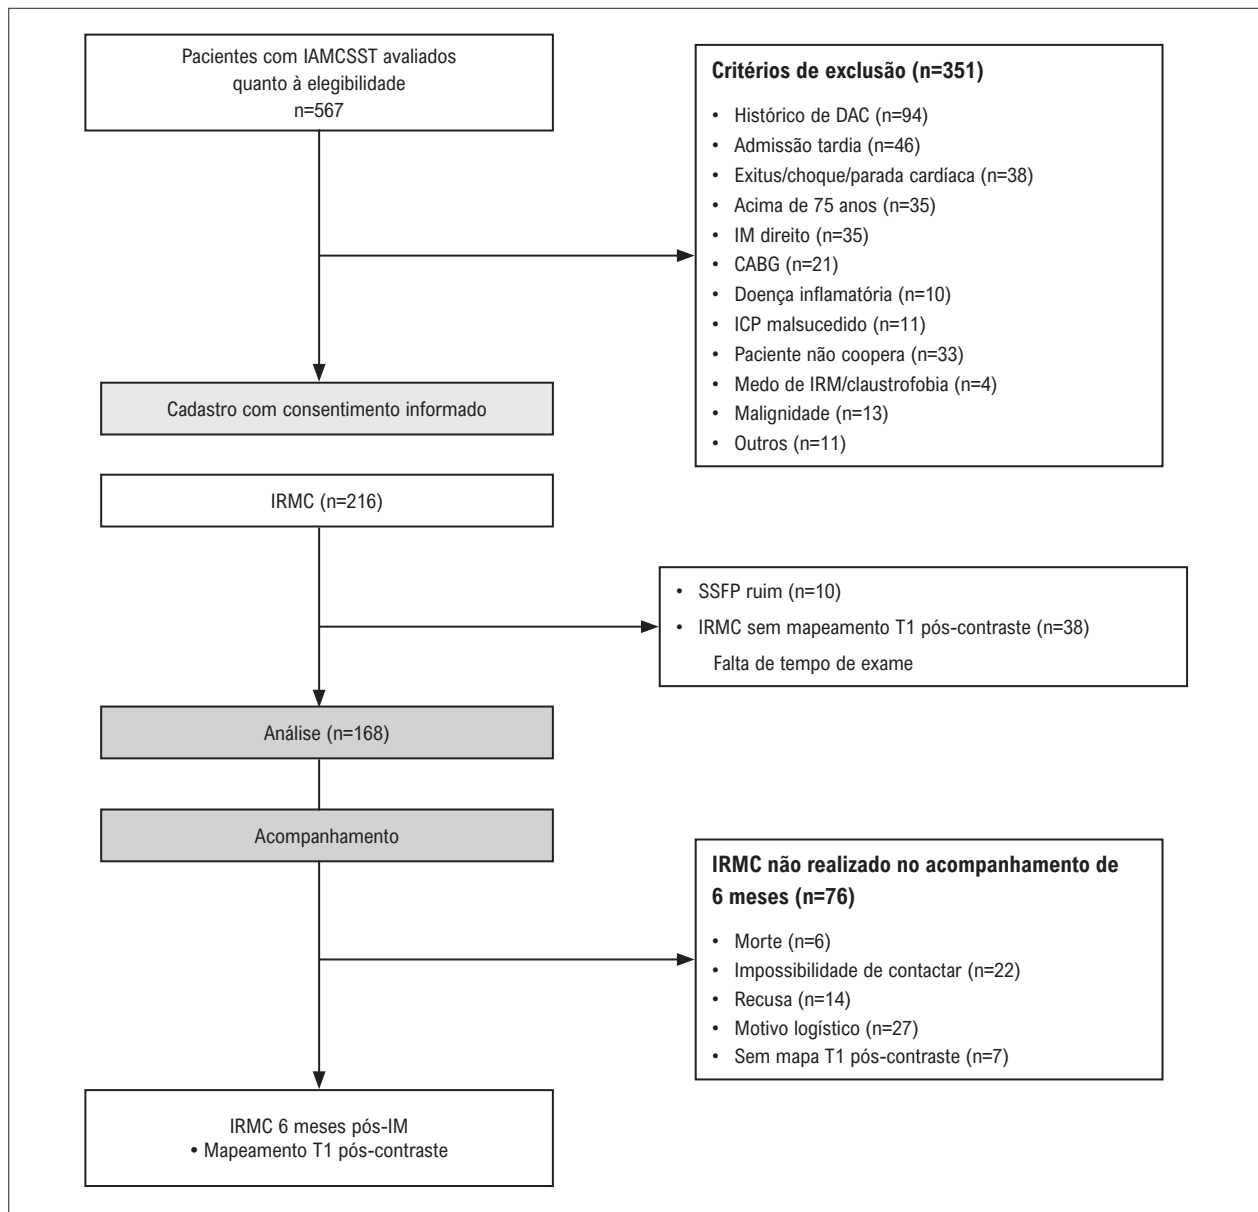 Pacientes com IAMCSST avaliados
quanto à elegibilidade
n=567
Critérios de exclusão (n=351)
• Histórico de DAC (n=94)
• Admissão tardia (n=46)
• Exitus/choque/parada cardíaca (n=38)
• Acima de 75 anos (n=35)
• IM direito (n=35)
• CABG (n=21)
• Doença inflamatória (n=10)
• ICP malsucedido (n=11)
• Paciente não coopera (n=33)
• Medo de IRM/claustrofobia (n=4)
• Malignidade (n=13)
• Outros (n=11)
Cadastro com consentimento informado
IRMC (n=216)
• SSFP ruim (n=10)
• IRMC sem mapeamento T1 pós-contraste (n=38)
Falta de tempo de exame
Análise (n=168)
Acompanhamento
IRMC não realizado no acompanhamento de
6 meses (n=76)
• Morte (n=6)
• Impossibilidade de contactar (n=22)
• Recusa (n=14)
• Motivo logístico (n=27)
• Sem mapa T1 pós-contraste (n=7)
IRMC 6 meses pós-IM
• Mapeamento T1 pós-contraste